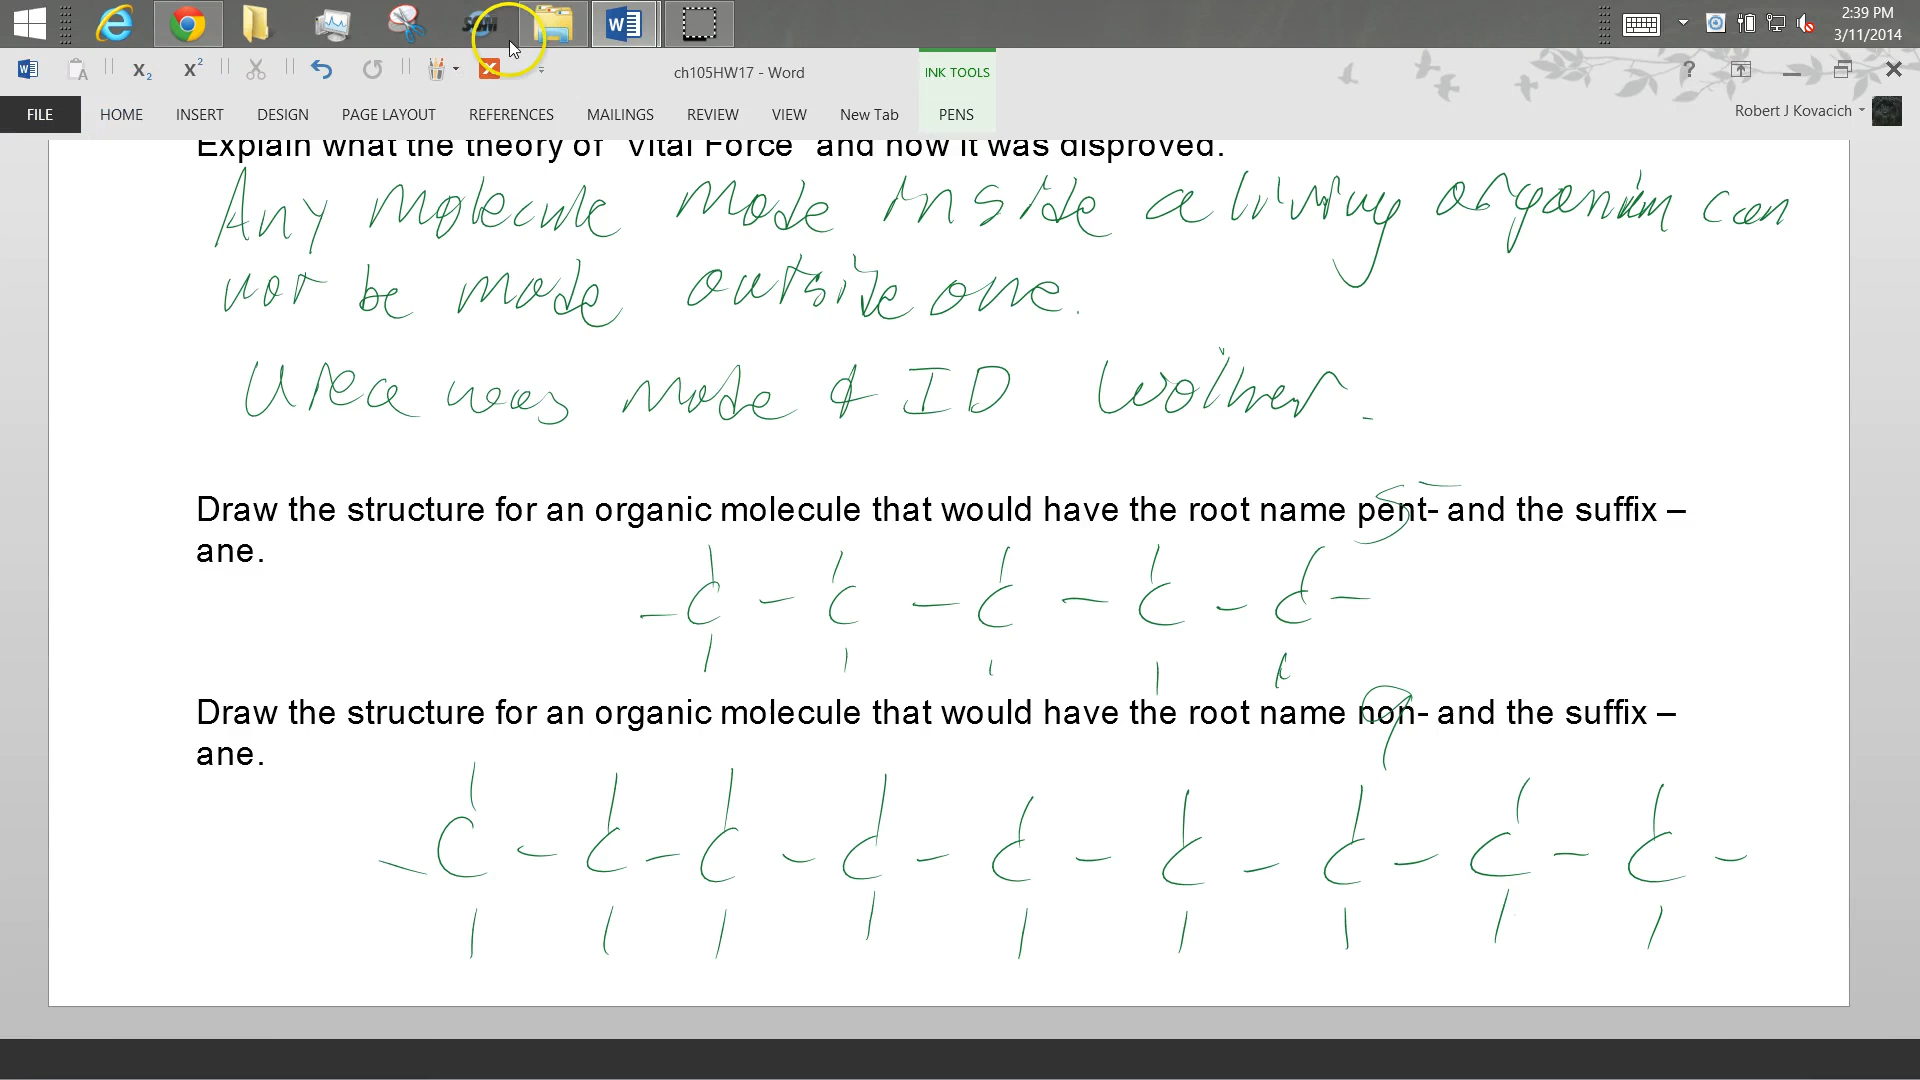 2:39 PM
3/11/2014
X₂ X² ch105HW17 - Word INK TOOLS ?
FILE HOME INSERT DESIGN PAGE LAYOUT REFERENCES MAILINGS REVIEW VIEW New Tab PENS Robert J Kovacich
Explain what the theory of "Vital Force" and how it was disproved.
Any molecule made inside a living organism can
not be made outside one.
Urea was made & ID
Draw the structure for an organic molecule that would have the root name pent- and the suffix –
5
ane.
- C - C - C - C - C -
Draw the structure for an organic molecule that would have the root name non- and the suffix –
9
ane.
- C - C - C - C - C - C - C - C - C -